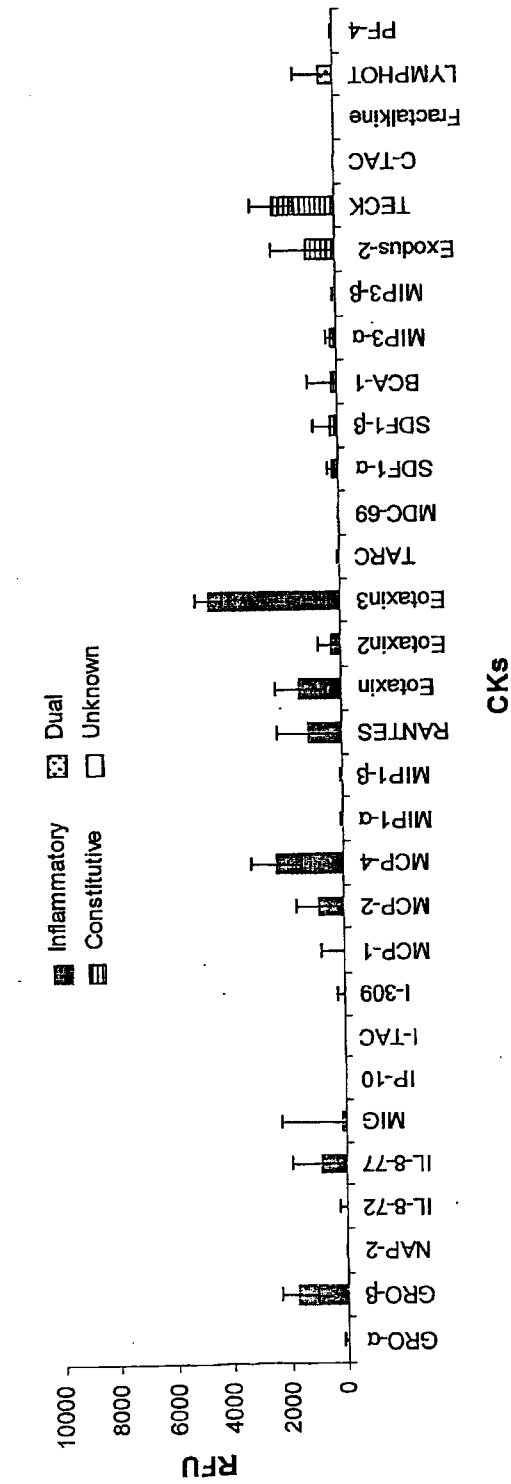 RFU
10000
8000
6000
4000
2000
0
Inflammatory
Dual
Constitutive
Unknown
GRO-α
GRO-β
NAP-2
IL-8-72
IL-8-77
MIG
IP-10
I-TAC
I-309
MCP-1
MCP-2
MCP-4
MIP1-α
MIP1-β
RANTES
Eotaxin
Eotaxin2
Eotaxin3
TARC
MDC-69
SDF1-α
SDF1-β
BCA-1
MIP3-α
MIP3-β
Exodus-2
TECK
C-TAC
Fractalkine
LYMPHOT
PF-4
CKs